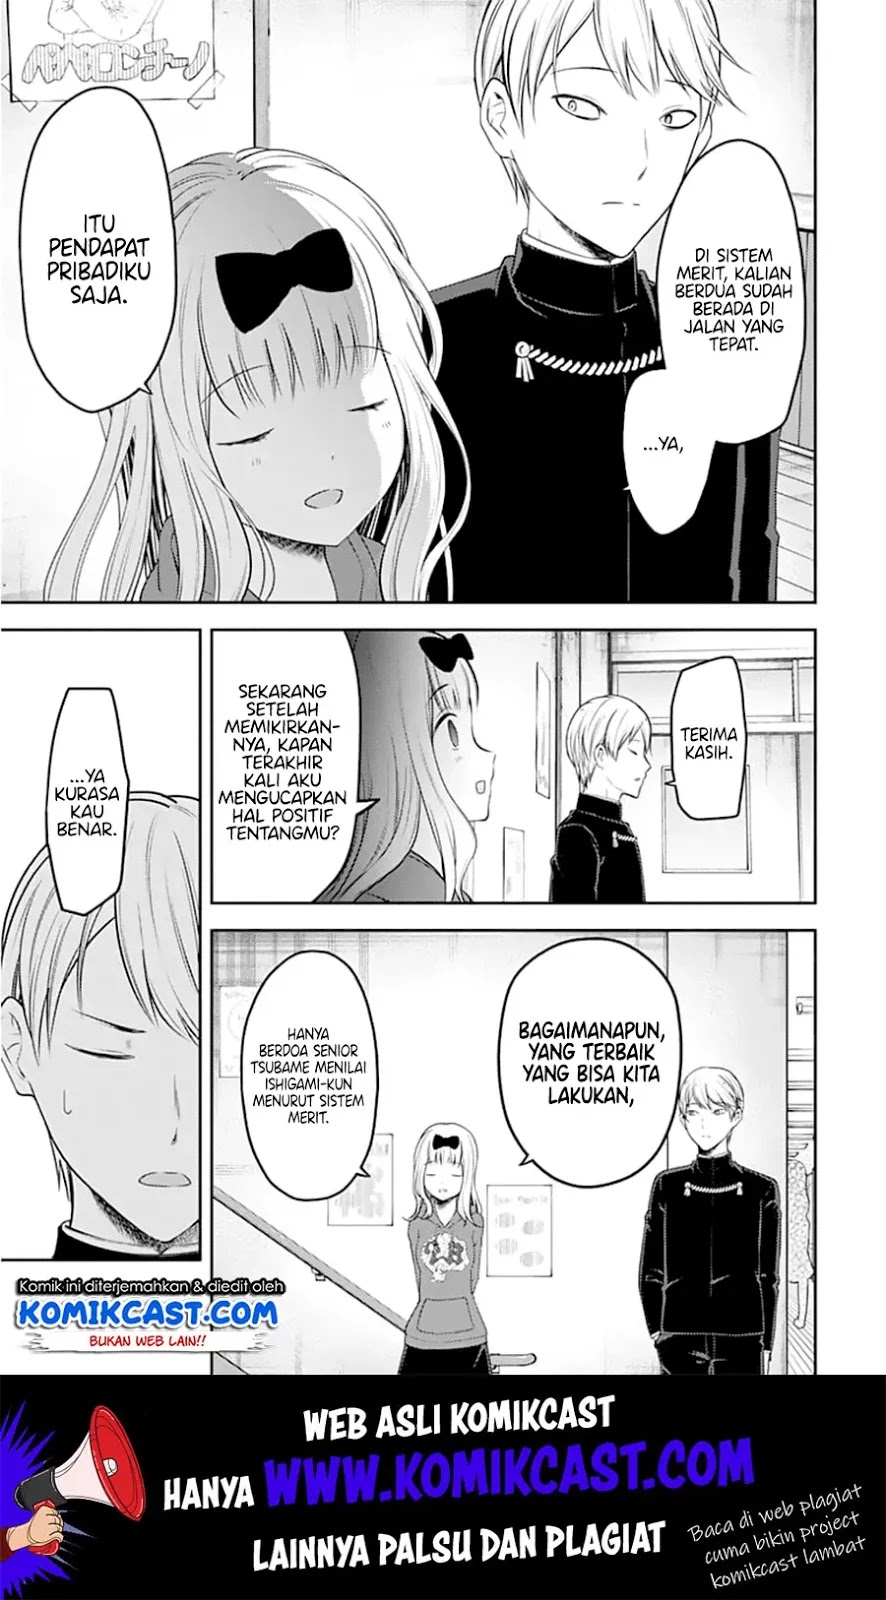 DI SISTEM
MERIT, KALIAN
BERDUA SUDAH
BERADA DI
JALAN YANG
TEPAT.
...YA,
ITU
PENDAPAT
PRIBADIKU
SAJA.
TERIMA
KASIH.
SEKARANG
SETELAH
MEMIKIRKAN-
NYA, KAPAN
TERAKHIR
KALI AKU
MENGUCAPKAN
HAL POSITIF
TENTANGMU?
...YA
KURASA
KAU
BENAR.
BAGAIMANAPUN,
YANG TERBAIK
YANG BISA KITA
LAKUKAN,
HANYA
BERDOA SENIOR
TSUBAME MENILAI
ISHIGAMI-KUN
MENURUT SISTEM
MERIT.
Komik ini diterjemahkan & diedit oleh
KOMIKCAST.COM
BUKAN WEB LAIN!!
WEB ASLI KOMIKCAST
HANYA WWW.KOMIKCAST.COM
LAINNYA PALSU DAN PLAGIAT
Baca di web plagiat
cuma bikin project
komikcast lambat